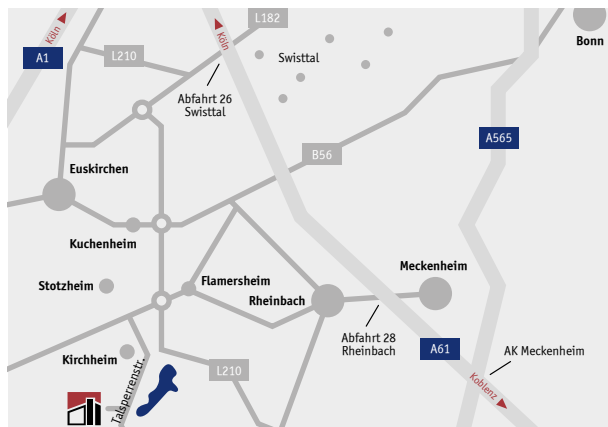 L182
Köln
Köln
Bonn
A1
L210
Swisttal
Abfahrt 26
Swisttal
A565
B56
Euskirchen
Kuchenheim
Meckenheim
Stotzheim
Flamersheim
Rheinbach
Abfahrt 28
Rheinbach
A61
AK Meckenheim
Kirchheim
L210
Talsperrenstr.
Koblenz